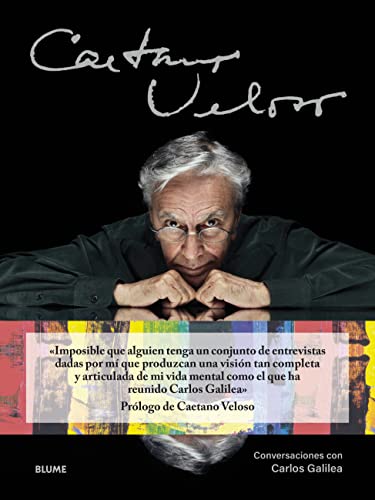 Caetano
Veloso
«Imposible que alguien tenga un conjunto de entrevistas
dadas por mí que produzcan una visión tan completa
y articulada de mi vida mental como el que ha
reunido Carlos Galilea»
Prólogo de Caetano Veloso
Conversaciones con
Carlos Galilea
BLUME